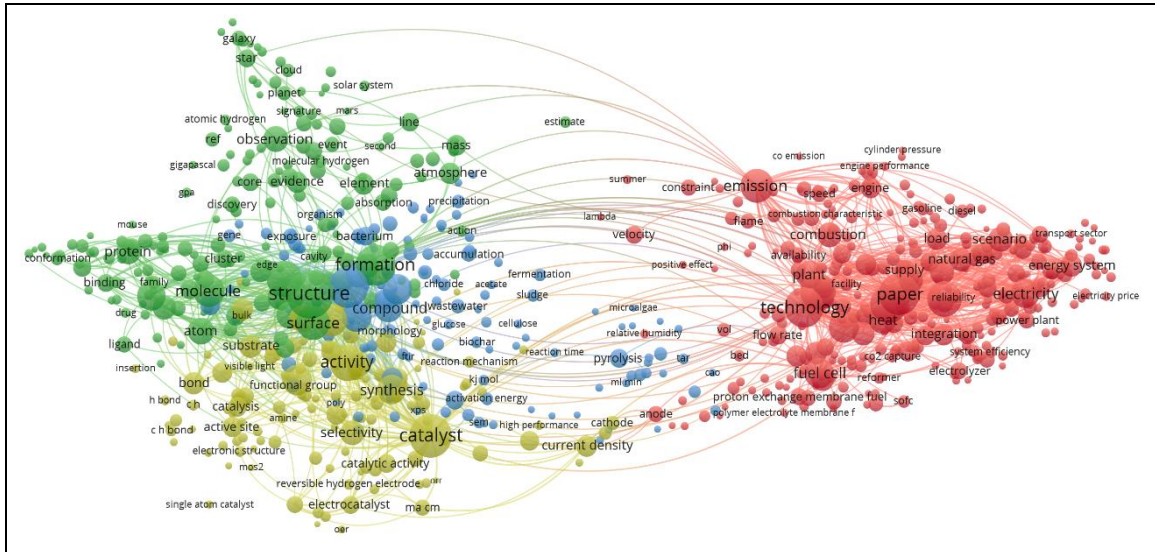 galaxy
star
cloud
planet
solar system
signature
mars
atomic hydrogen
line
estimate
ref
observation
event
second
mass
molecular hydrogen
gigapascal
atmosphere
gpa
core
evidence
element
discovery
absorption
precipitation
organism
mouse
gene
exposure
bacterium
action
protein
cavity
accumulation
conformation
cluster
edge
formation
binding
family
chloride
acetate
fermentation
molecule
structure
sludge
drug
bulk
compound
wastewater
atom
surface
morphology
glucose
cellulose
substrate
biochar
ligand
ftir
reaction mechanism
reaction time
insertion
visible light
activity
bond
functional group
synthesis
kj mol
h bond
c h
catalysis
amine
poly
activation energy
xps
c h bond
active site
selectivity
catalyst
sem
high performance
cathode
current density
electronic structure
mos2
catalytic activity
reversible hydrogen electrode
nrr
single atom catalyst
electrocatalyst
ma cm
oer
co emission
cylinder pressure
engine performance
summer
constraint
emission
speed
engine
lambda
flame
combustion characteristic
gasoline
diesel
velocity
combustion
load
scenario
transport sector
phi
availability
natural gas
positive effect
plant
supply
energy system
facility
technology
paper
reliability
electricity
electricity price
microalgae
relative humidity
vol
flow rate
heat
integration
power plant
pyrolysis
tar
bed
co2 capture
system efficiency
ml min
cao
fuel cell
reformer
electrolyzer
proton exchange membrane fuel
sofc
anode
polymer electrolyte membrane f